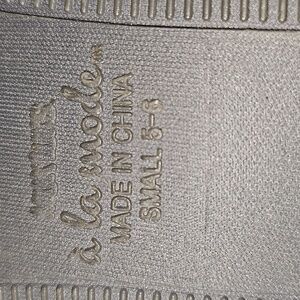 à la mode...
MADE IN CHINA
SMALL 5-6